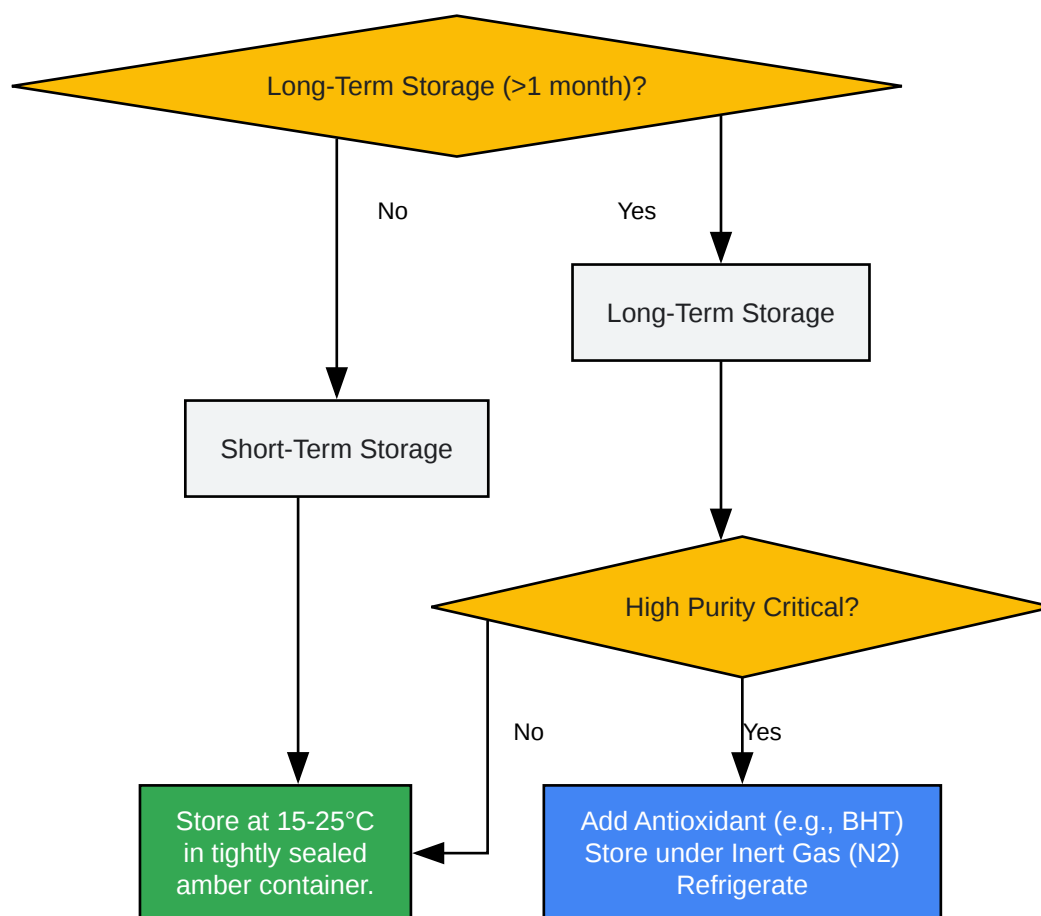 Long-Term Storage (>1 month)?
No
Yes
Long-Term Storage
Short-Term Storage
High Purity Critical?
No
Yes
Store at 15-25°C
in tightly sealed
amber container.
Add Antioxidant (e.g., BHT)
Store under Inert Gas (N2)
Refrigerate